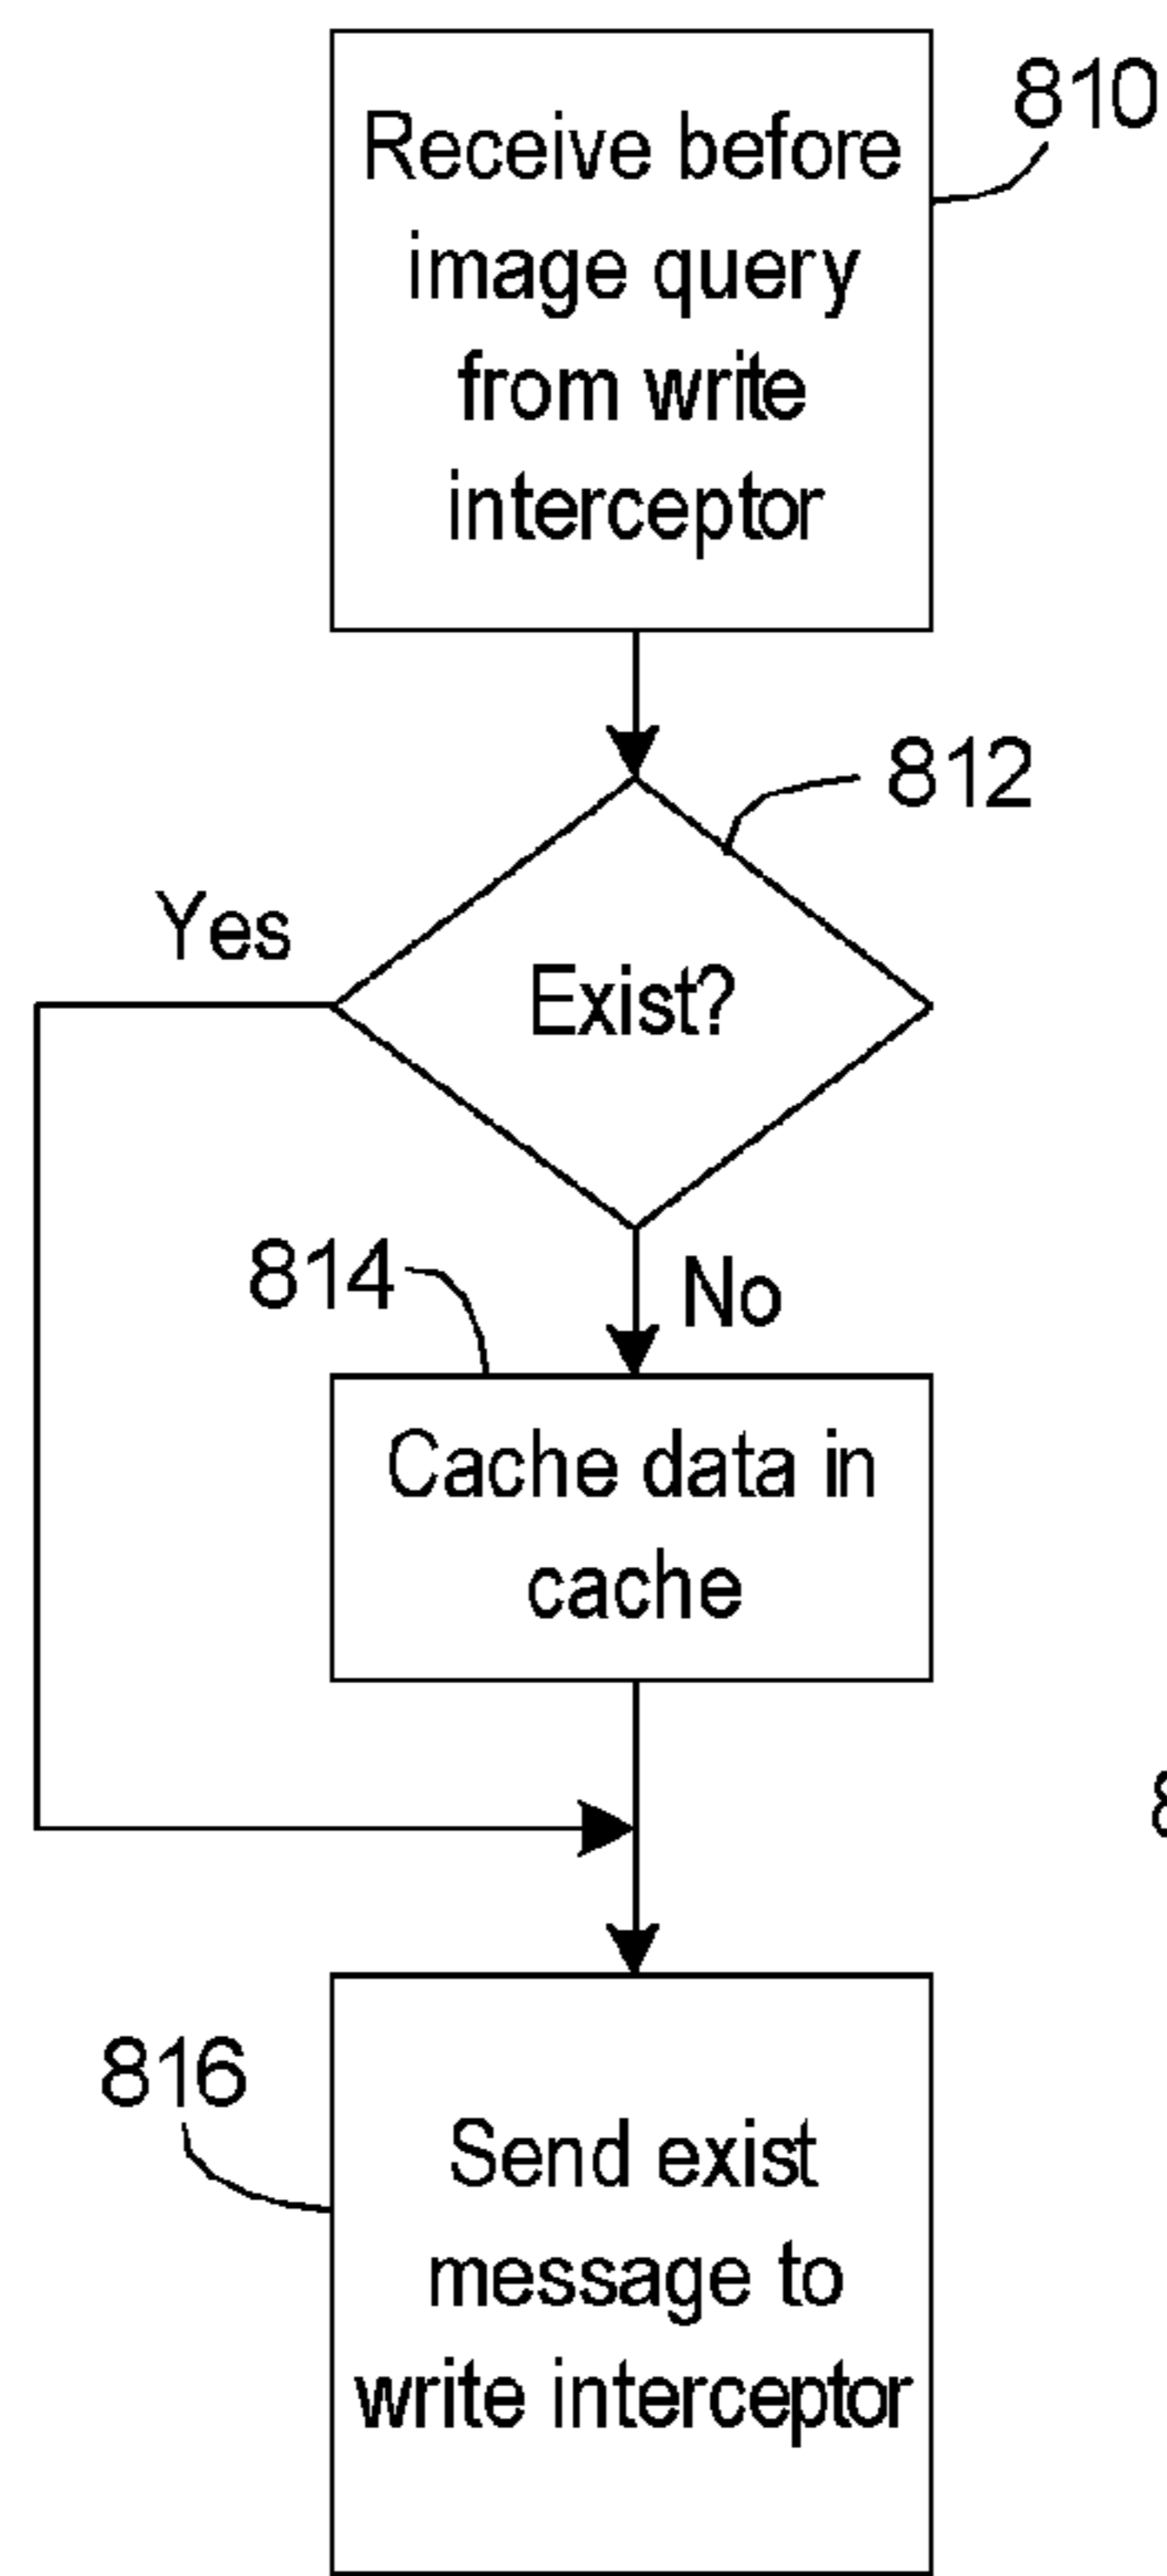 810
Receive before
image query
from write
interceptor
812
Yes
Exist?
814
No
Cache data in
cache
816
Send exist
message to
write interceptor